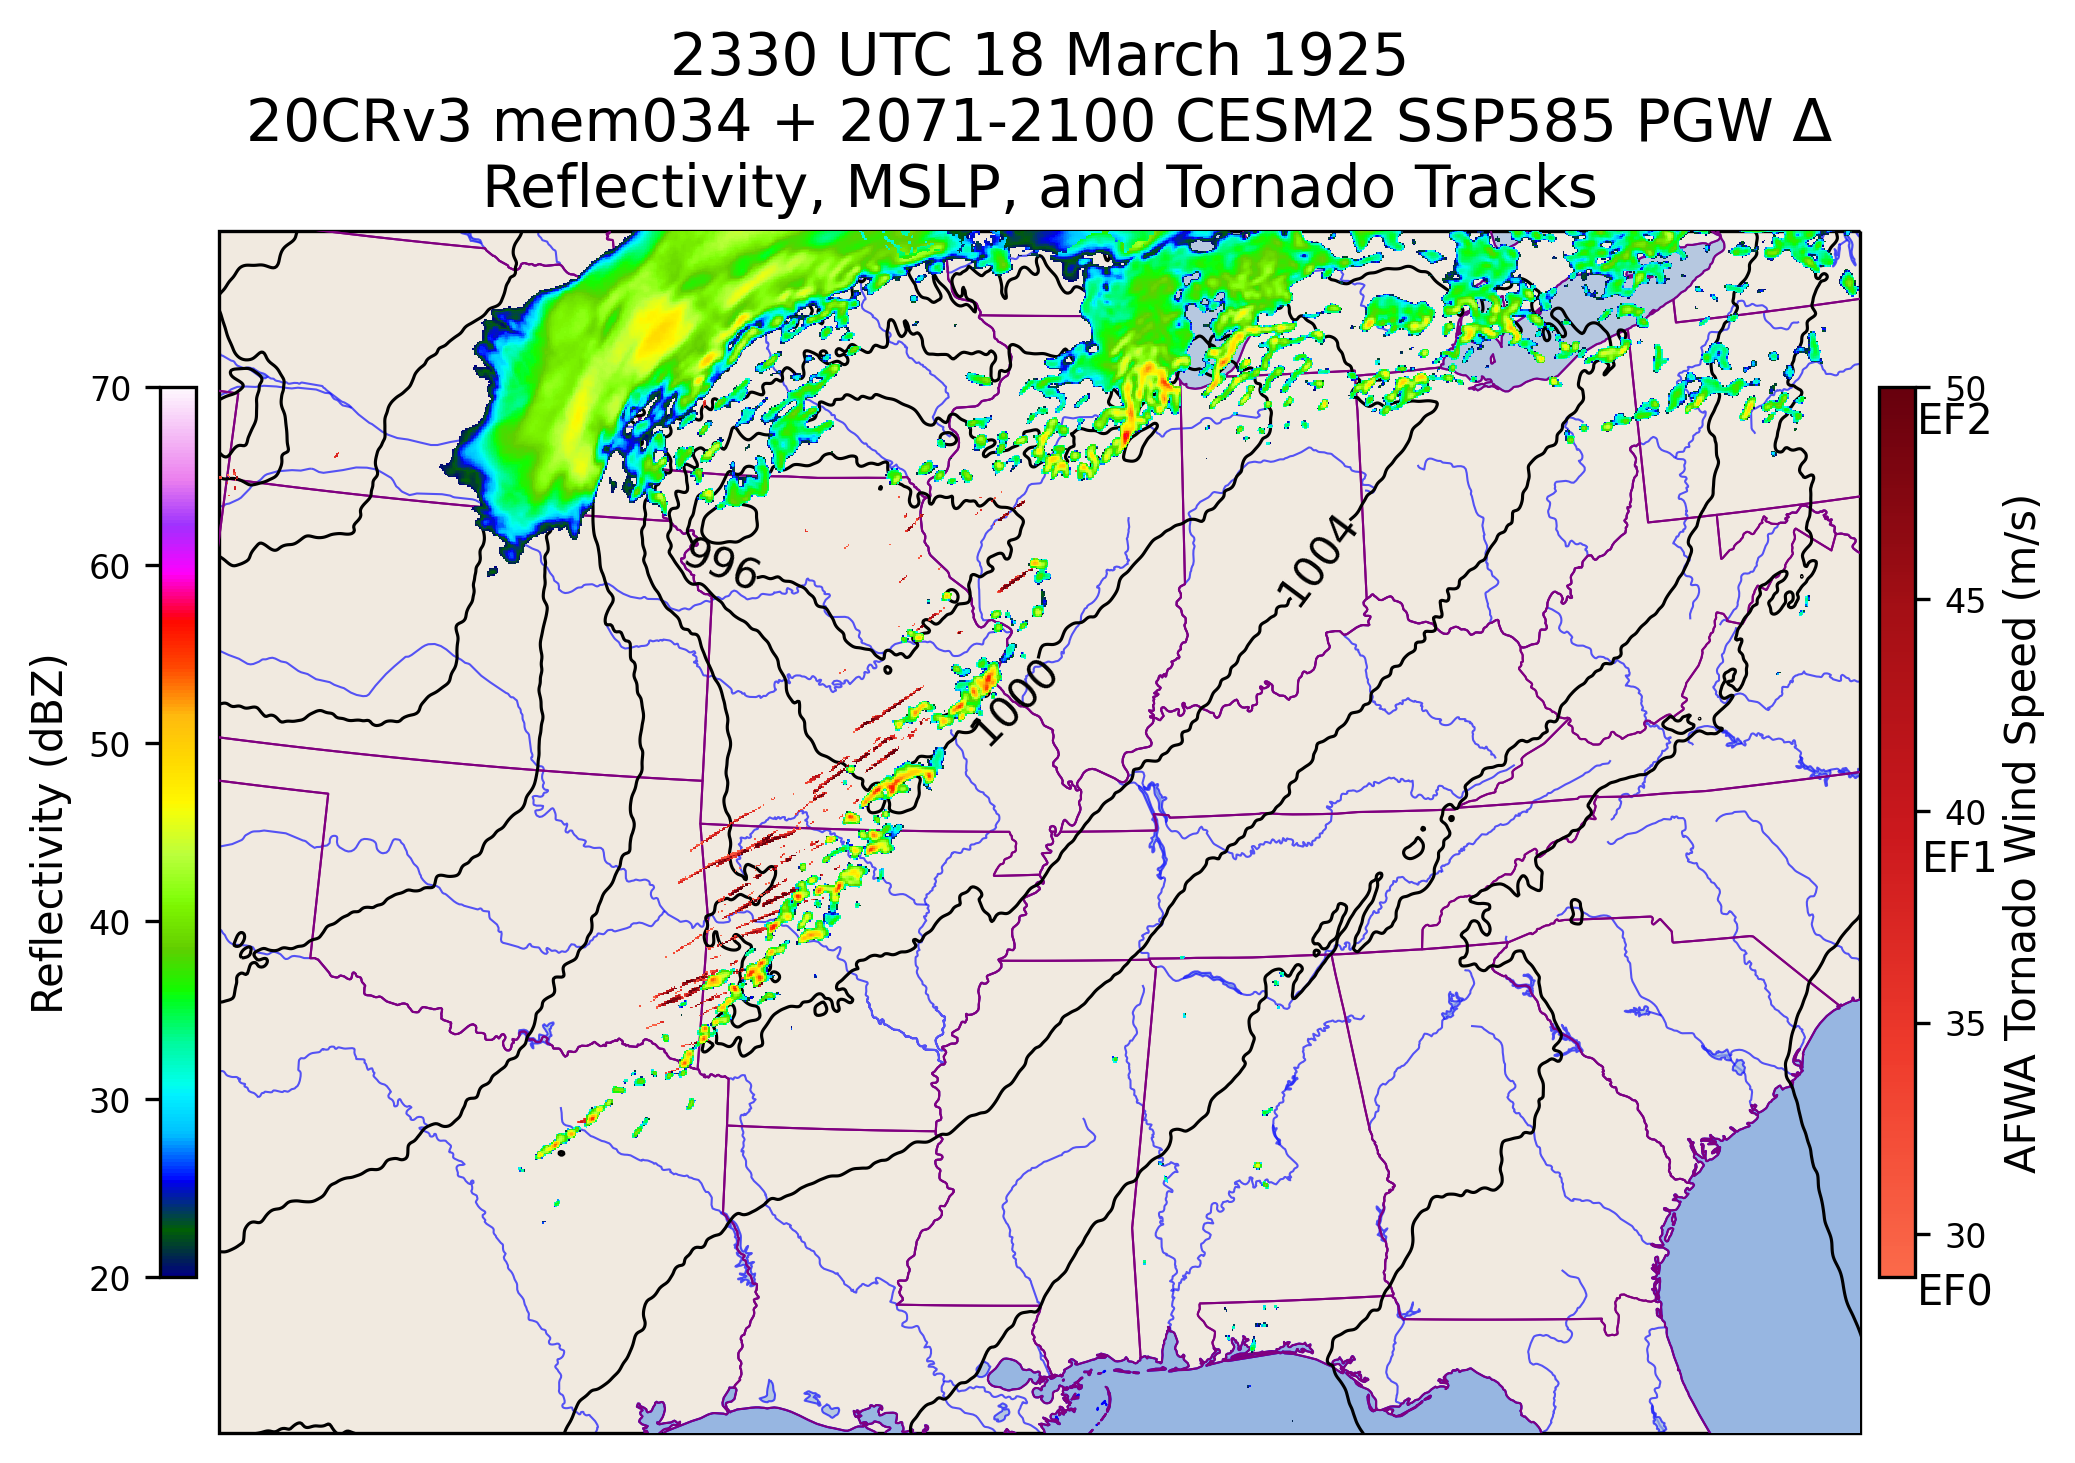 2330 UTC 18 March 1925
20CRv3 mem034 + 2071-2100 CESM2 SSP585 PGW Δ
Reflectivity, MSLP, and Tornado Tracks
70
60
50
40
30
20
Reflectivity (dBZ)
996
1000
1004
50
EF2
45
40
EF1
35
30
EF0
AFWA Tornado Wind Speed (m/s)